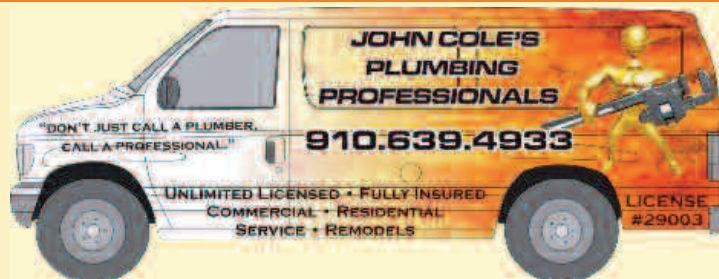 JOHN COLE'S
PLUMBING
PROFESSIONALS
910.639.4933
"DON'T JUST CALL A PLUMBER,
CALL A PROFESSIONAL."
UNLIMITED LICENSED • FULLY INSURED
COMMERCIAL • RESIDENTIAL
SERVICE • REMODELS
LICENSE
#29003